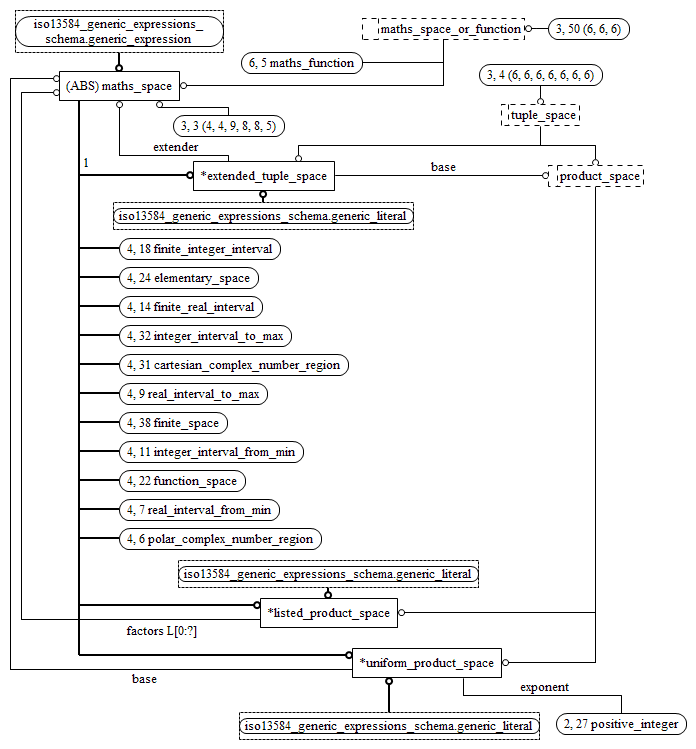 iso13584_generic_expressions_
schema.generic_expression
maths_space_or_function
3, 50 (6, 6, 6)
6, 5 maths_function
3, 4 (6, 6, 6, 6, 6, 6, 6)
(ABS) maths_space
tuple_space
3, 3 (4, 4, 9, 8, 8, 5)
extender
1
base
*extended_tuple_space
product_space
iso13584_generic_expressions_schema.generic_literal
4, 18 finite_integer_interval
4, 24 elementary_space
4, 14 finite_real_interval
4, 32 integer_interval_to_max
4, 31 cartesian_complex_number_region
4, 9 real_interval_to_max
4, 38 finite_space
4, 11 integer_interval_from_min
4, 22 function_space
4, 7 real_interval_from_min
4, 6 polar_complex_number_region
iso13584_generic_expressions_schema.generic_literal
*listed_product_space
factors L[0:?]
*uniform_product_space
base
exponent
iso13584_generic_expressions_schema.generic_literal
2, 27 positive_integer